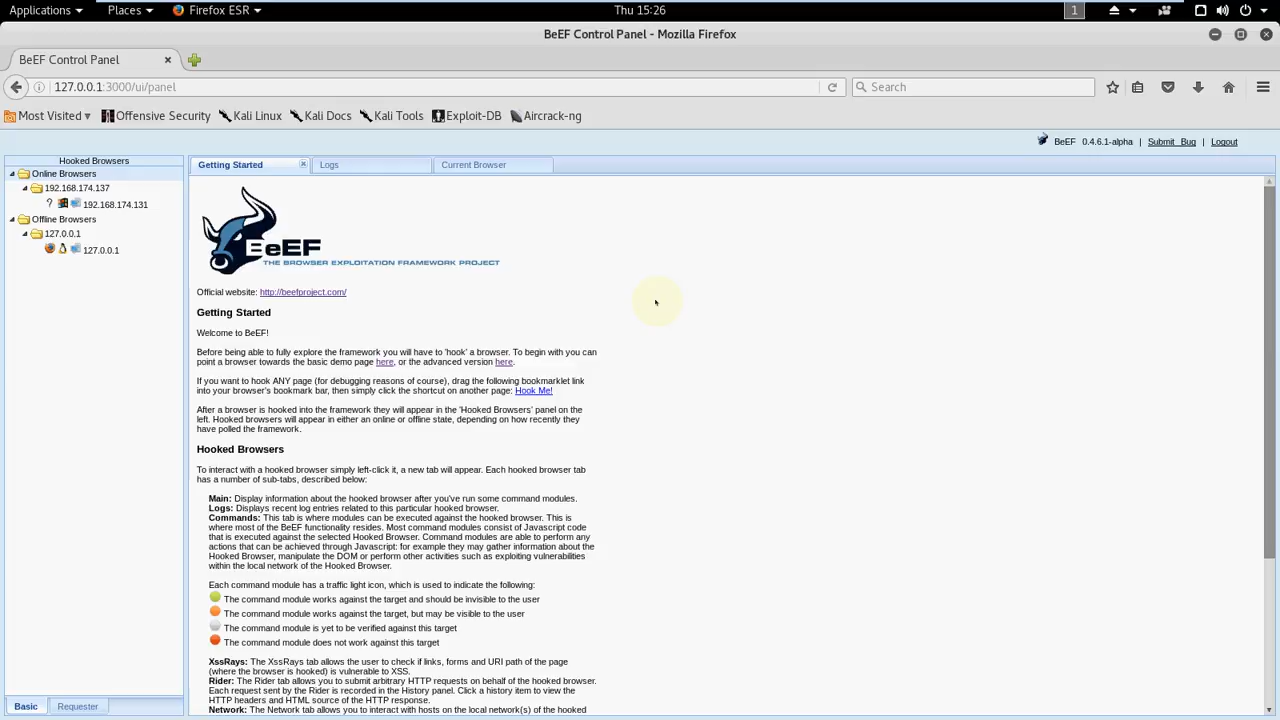 Applications ▾ Places ▾ Firefox ESR ▾ Thu 15:26 1
BeEF Control Panel - Mozilla Firefox
BeEF Control Panel
127.0.0.1:3000/ui/panel Search
Most Visited ▾ Offensive Security Kali Linux Kali Docs Kali Tools Exploit-DB Aircrack-ng
BeEF 0.4.6.1-alpha | Submit Bug | Logout
Hooked Browsers
Online Browsers
192.168.174.137
? 192.168.174.131
Offline Browsers
127.0.0.1
127.0.0.1
Getting Started Logs Current Browser
BeEF
THE BROWSER EXPLOITATION FRAMEWORK PROJECT
Official website: http://beefproject.com/
Getting Started
Welcome to BeEF!
Before being able to fully explore the framework you will have to 'hook' a browser. To begin with you can
point a browser towards the basic demo page here, or the advanced version here.
If you want to hook ANY page (for debugging reasons of course), drag the following bookmarklet link
into your browser's bookmark bar, then simply click the shortcut on another page: Hook Me!
After a browser is hooked into the framework they will appear in the 'Hooked Browsers' panel on the
left. Hooked browsers will appear in either an online or offline state, depending on how recently they
have polled the framework.
Hooked Browsers
To interact with a hooked browser simply left-click it, a new tab will appear. Each hooked browser tab
has a number of sub-tabs, described below:
Main: Display information about the hooked browser after you've run some command modules.
Logs: Displays recent log entries related to this particular hooked browser.
Commands: This tab is where modules can be executed against the hooked browser. This is
where most of the BeEF functionality resides. Most command modules consist of Javascript code
that is executed against the selected Hooked Browser. Command modules are able to perform any
actions that can be achieved through Javascript: for example they may gather information about the
Hooked Browser, manipulate the DOM or perform other activities such as exploiting vulnerabilities
within the local network of the Hooked Browser.
Each command module has a traffic light icon, which is used to indicate the following:
The command module works against the target and should be invisible to the user
The command module works against the target, but may be visible to the user
The command module is yet to be verified against this target
The command module does not work against this target
XssRays: The XssRays tab allows the user to check if links, forms and URI path of the page
(where the browser is hooked) is vulnerable to XSS.
Rider: The Rider tab allows you to submit arbitrary HTTP requests on behalf of the hooked browser.
Each request sent by the Rider is recorded in the History panel. Click a history item to view the
HTTP headers and HTML source of the HTTP response.
Network: The Network tab allows you to interact with hosts on the local network(s) of the hooked
Basic Requester